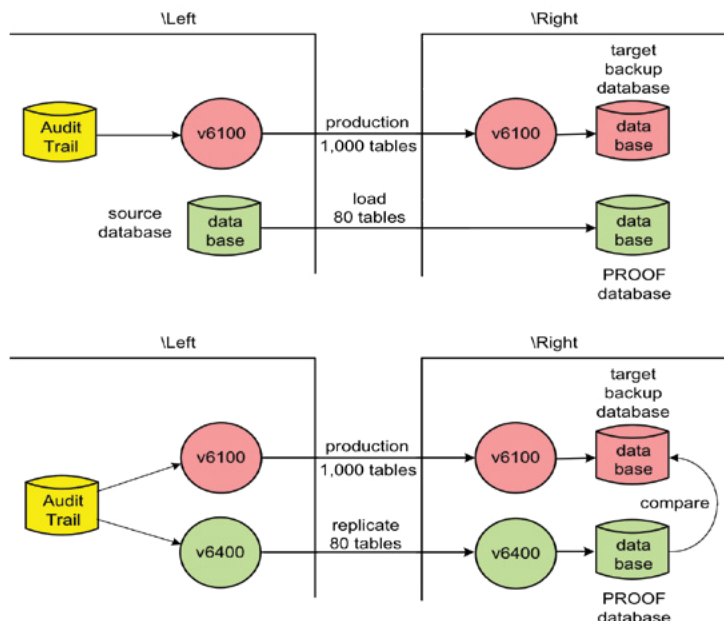 \Left
\Right
target
backup
database
Audit
Trail
v6100
production
1,000 tables
v6100
data
base
source
database
data
base
load
80 tables
data
base
PROOF
database
\Left
\Right
target
backup
database
v6100
production
1,000 tables
v6100
data
base
Audit
Trail
compare
v6400
replicate
80 tables
v6400
data
base
PROOF
database